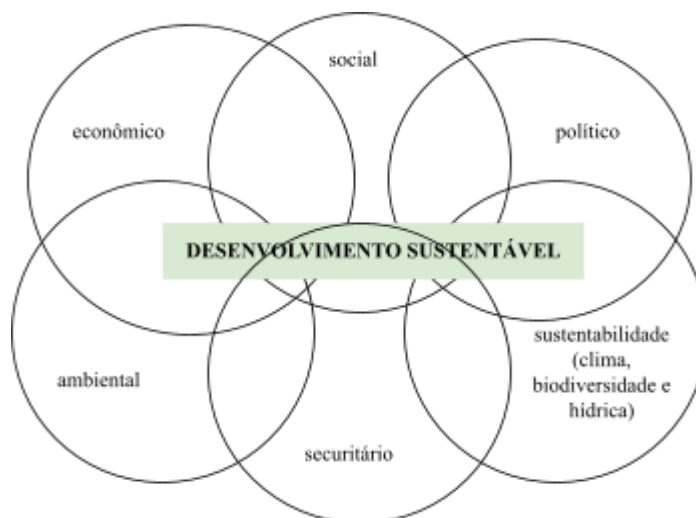 social
econômico
político
DESENVOLVIMENTO SUSTENTÁVEL
sustentabilidade
(clima,
biodiversidade e
hídrica)
ambiental
securitário